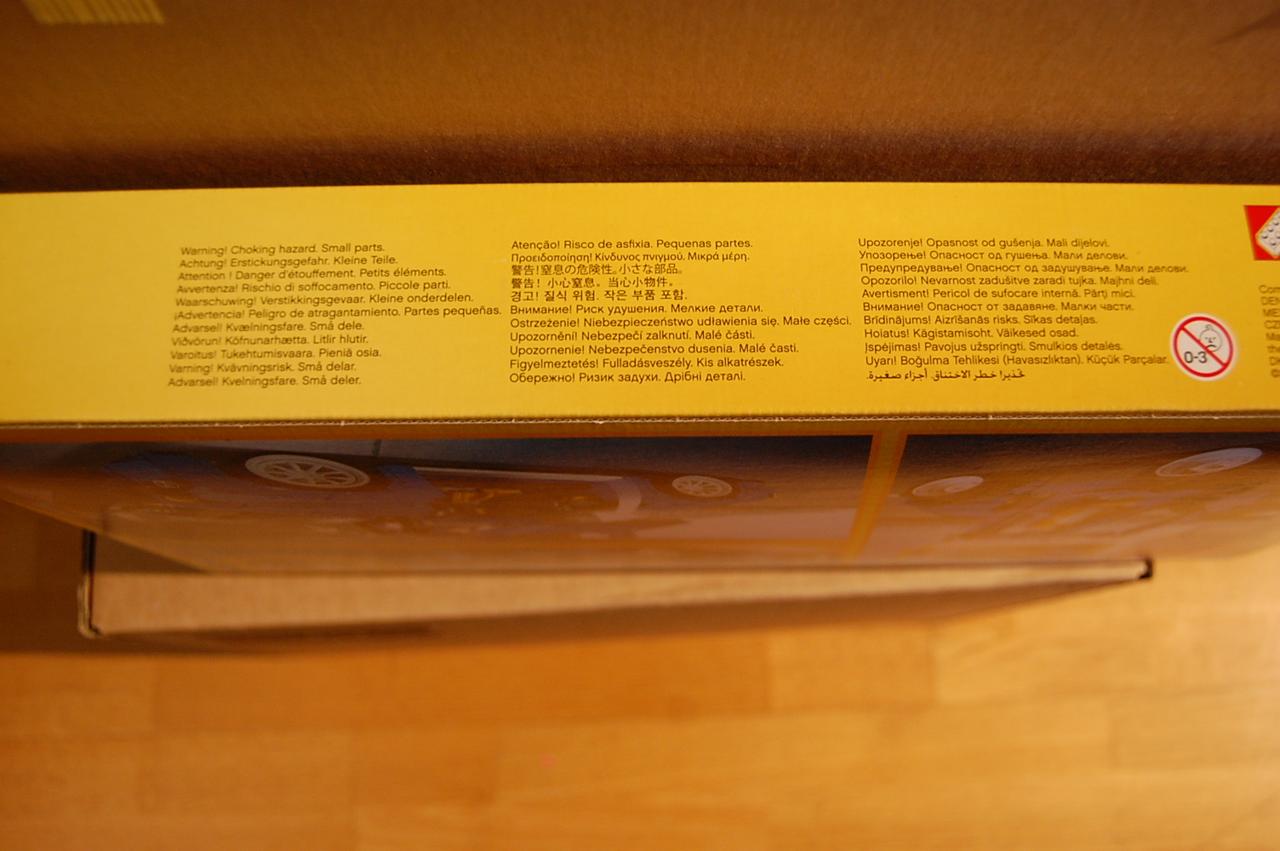 Warning! Choking hazard. Small parts.
Achtung! Erstickungsgefahr. Kleine Teile.
Attention ! Danger d'étouffement. Petits éléments.
Avvertenza! Rischio di soffocamento. Piccole parti.
Waarschuwing! Verstikkingsgevaar. Kleine onderdelen.
¡Advertencia! Peligro de atragantamiento. Partes pequeñas.
Advarsel! Kvælningsfare. Små dele.
Viðvörun! Köfnunarhætta. Litlir hlutir.
Varoitus! Tukehtumisvaara. Pieniä osia.
Varning! Kvävningsrisk. Små delar.
Advarsel! Kvelningsfare. Små deler.
Atenção! Risco de asfixia. Pequenas partes.
Προειδοποίηση! Κίνδυνος πνιγμού. Μικρά μέρη.
警告!窒息の危険性。小さな部品。
警告! 小心窒息。当心小物件。
경고! 질식 위험. 작은 부품 포함.
Внимание! Риск удушения. Мелкие детали.
Ostrzeżenie! Niebezpieczeństwo udławienia się. Małe części.
Upozornění! Nebezpečí zalknutí. Malé části.
Upozornenie! Nebezpečenstvo dusenia. Malé časti.
Figyelmeztetés! Fulladásveszély. Kis alkatrészek.
Обережно! Ризик задухи. Дрібні деталі.
Upozorenje! Opasnost od gušenja. Mali dijelovi.
Упозорење! Опасност од гушења. Мали делови.
Предупредување! Опасност од задушување. Мали делови.
Opozorilo! Nevarnost zadušitve zaradi tujka. Majhni deli.
Avertisment! Pericol de sufocare internă. Părţi mici.
Внимание! Опасност от задавяне. Малки части.
Brīdinājums! Aizrīšanās risks. Sīkas detaļas.
Hoiatus! Kägistamisoht. Väikesed osad.
Įspėjimas! Pavojus užspringti. Smulkios detalės.
Uyarı! Boğulma Tehlikesi (Havasızlıktan). Küçük Parçalar.
تحذير! خطر الاختناق. أجزاء صغيرة.
0-3